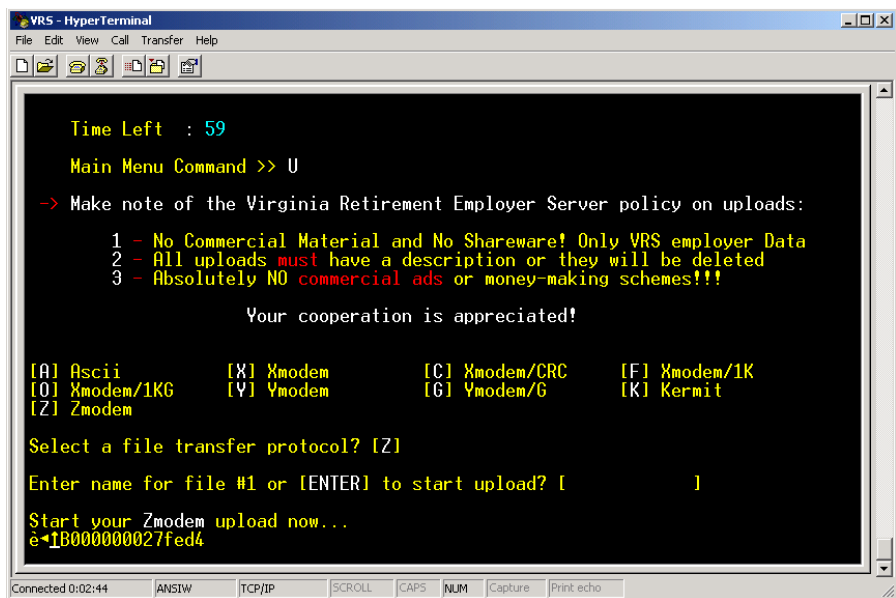 VRS - HyperTerminal
File Edit View Call Transfer Help
Time Left : 59
Main Menu Command >> U
-> Make note of the Virginia Retirement Employer Server policy on uploads:
1 - No Commercial Material and No Shareware! Only VRS employer Data
2 - All uploads must have a description or they will be deleted
3 - Absolutely NO commercial ads or money-making schemes!!!
Your cooperation is appreciated!
[A] Ascii [X] Xmodem [C] Xmodem/CRC [F] Xmodem/1K
[O] Xmodem/1KG [Y] Ymodem [G] Ymodem/G [K] Kermit
[Z] Zmodem
Select a file transfer protocol? [Z]
Enter name for file #1 or [ENTER] to start upload? [ ]
Start your Zmodem upload now...
è◄↑B000000027fed4
Connected 0:02:44 ANSIW TCP/IP SCROLL CAPS NUM Capture Print echo